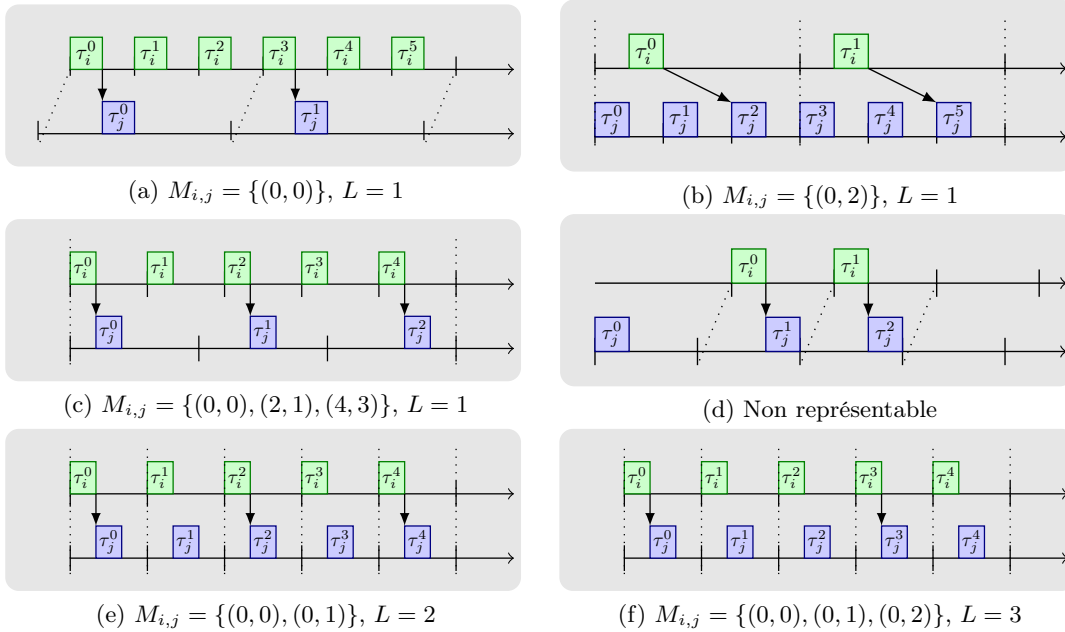 τ_i^0 τ_i^1 τ_i^2 τ_i^3 τ_i^4 τ_i^5
τ_j^0 τ_j^1
(a) M_{i,j} = {(0, 0)}, L = 1
τ_i^0 τ_i^1
τ_j^0 τ_j^1 τ_j^2 τ_j^3 τ_j^4 τ_j^5
(b) M_{i,j} = {(0, 2)}, L = 1
τ_i^0 τ_i^1 τ_i^2 τ_i^3 τ_i^4
τ_j^0 τ_j^1 τ_j^2
(c) M_{i,j} = {(0, 0), (2, 1), (4, 3)}, L = 1
τ_i^0 τ_i^1
τ_j^0 τ_j^1 τ_j^2
(d) Non représentable
τ_i^0 τ_i^1 τ_i^2 τ_i^3 τ_i^4
τ_j^0 τ_j^1 τ_j^2 τ_j^3 τ_j^4
(e) M_{i,j} = {(0, 0), (0, 1)}, L = 2
τ_i^0 τ_i^1 τ_i^2 τ_i^3 τ_i^4
τ_j^0 τ_j^1 τ_j^2 τ_j^3 τ_j^4
(f) M_{i,j} = {(0, 0), (0, 1), (0, 2)}, L = 3